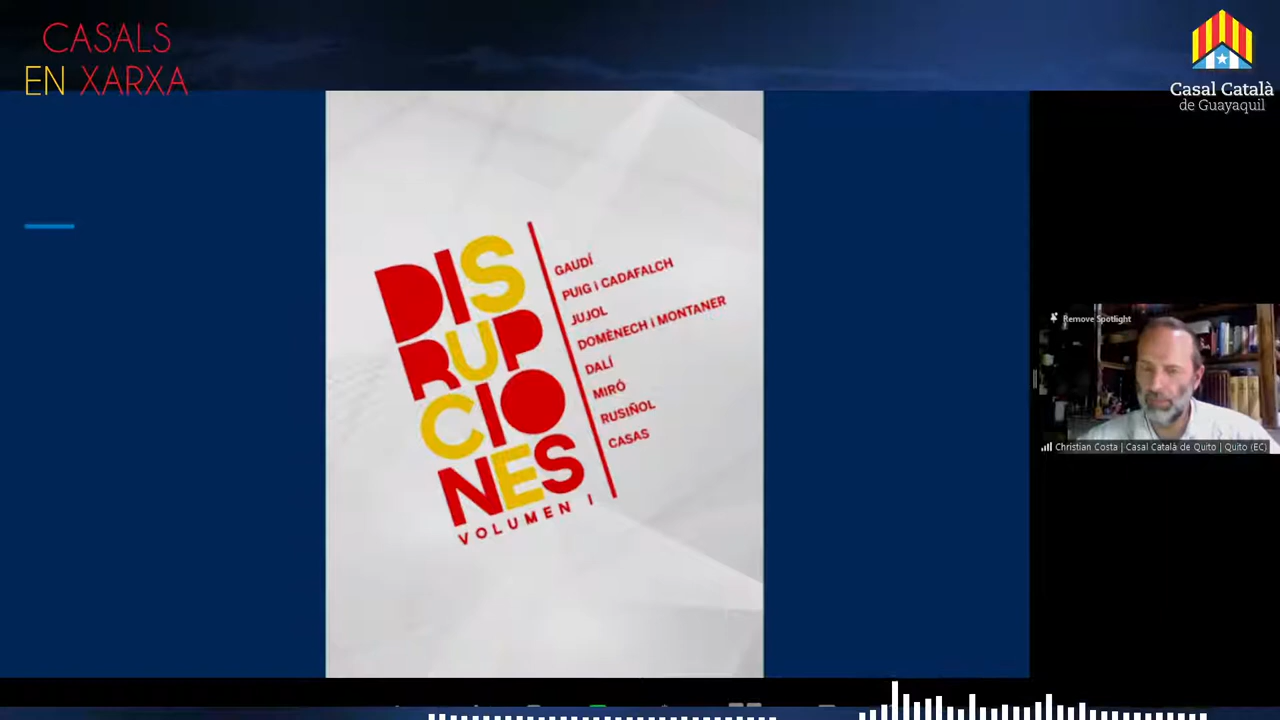 CASALS
EN XARXA
Casal Català
de Guayaquil
DIS
RUP
CIO
NES
VOLUMEN I
GAUDÍ
PUIG i CADAFALCH
JUJOL
DOMÈNECH i MONTANER
DALÍ
MIRÓ
RUSIÑOL
CASAS
Remove Spotlight
Christian Costa | Casal Català de Quito | Quito (EC)